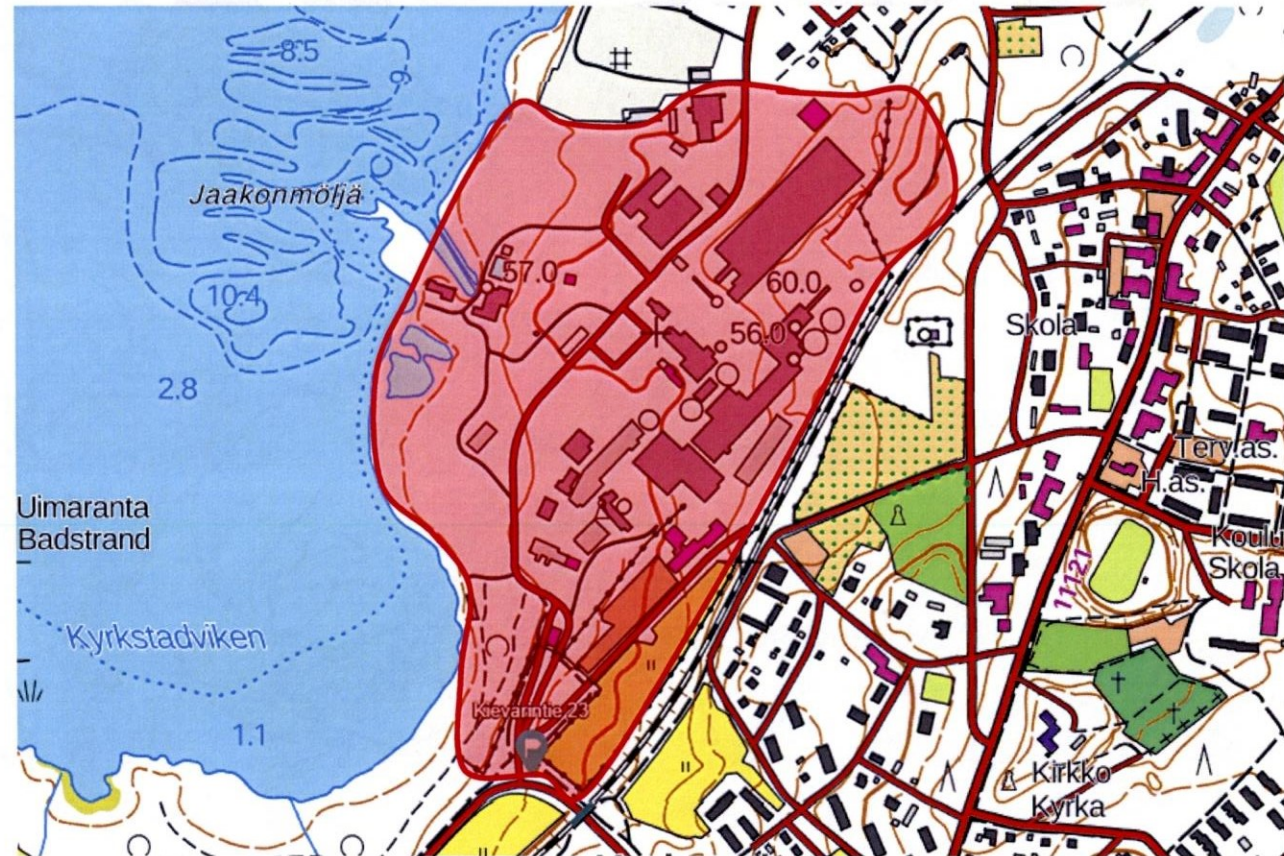 8.5
9
Jaakonmöljä
57.0
10.4
60.0
56.0
Skola
2.8
Terv.as.
H.as.
Uimaranta
Badstrand
Koulu
Skola
11121
Kyrkstadviken
Kievarintie 23
P
1.1
Kirkko
Kyrka